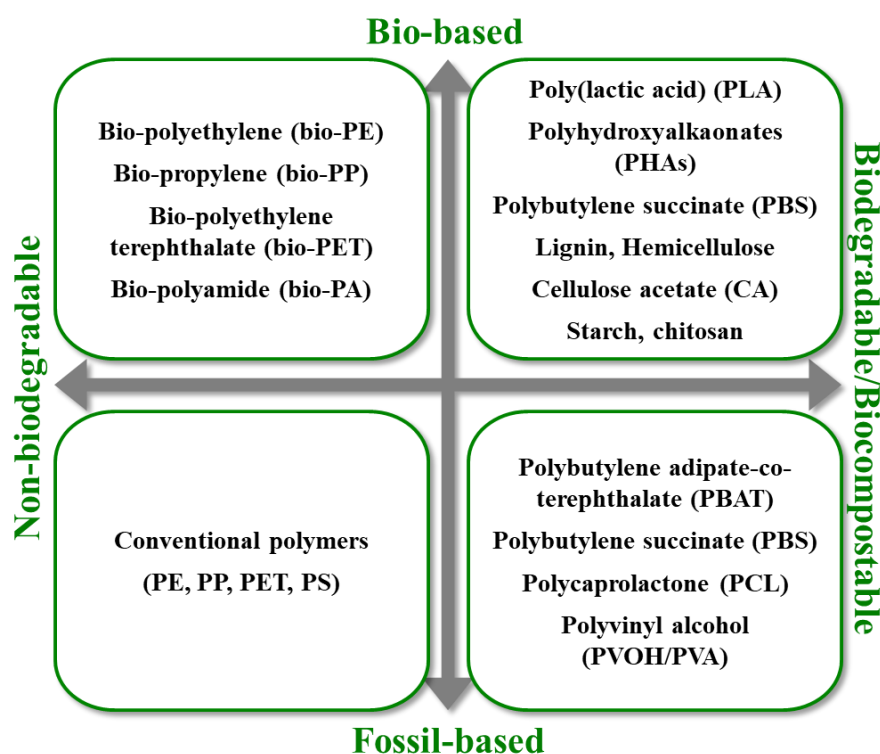 Bio-based
Non-biodegradable
Biodegradable/Biocompostable
Bio-polyethylene (bio-PE)
Bio-propylene (bio-PP)
Bio-polyethylene
terephthalate (bio-PET)
Bio-polyamide (bio-PA)
Poly(lactic acid) (PLA)
Polyhydroxyalkaonates
(PHAs)
Polybutylene succinate (PBS)
Lignin, Hemicellulose
Cellulose acetate (CA)
Starch, chitosan
Conventional polymers
(PE, PP, PET, PS)
Polybutylene adipate-co-
terephthalate (PBAT)
Polybutylene succinate (PBS)
Polycaprolactone (PCL)
Polyvinyl alcohol
(PVOH/PVA)
Fossil-based